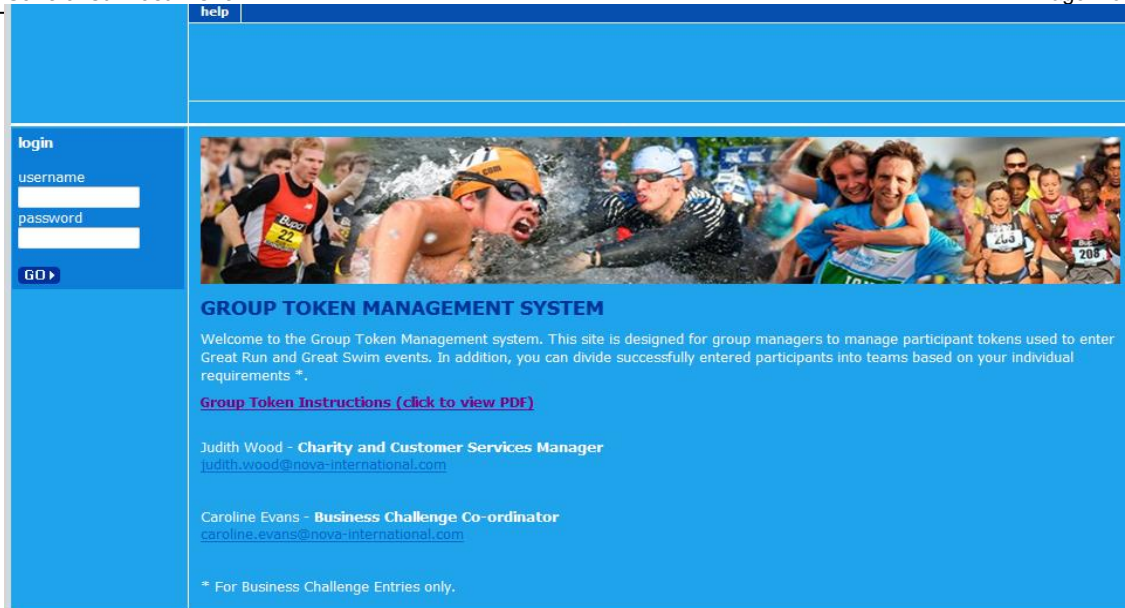 help
login
username
password
GO
Bupa
22
203
208
GROUP TOKEN MANAGEMENT SYSTEM
Welcome to the Group Token Management system. This site is designed for group managers to manage participant tokens used to enter
Great Run and Great Swim events. In addition, you can divide successfully entered participants into teams based on your individual
requirements *.
Group Token Instructions (click to view PDF)
Judith Wood - Charity and Customer Services Manager
judith.wood@nova-international.com
Caroline Evans - Business Challenge Co-ordinator
caroline.evans@nova-international.com
* For Business Challenge Entries only.